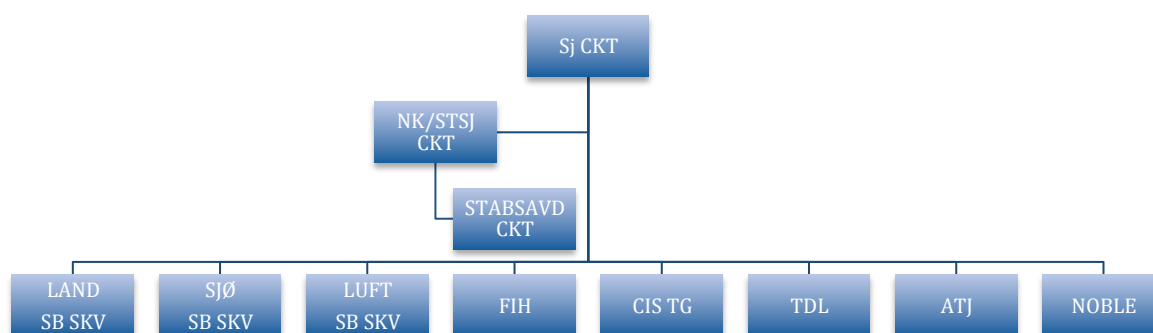 Sj CKT
NK/STSJ
CKT
STABSAVD
CKT
LAND
SB SKV
SJØ
SB SKV
LUFT
SB SKV
FIH
CIS TG
TDL
ATJ
NOBLE